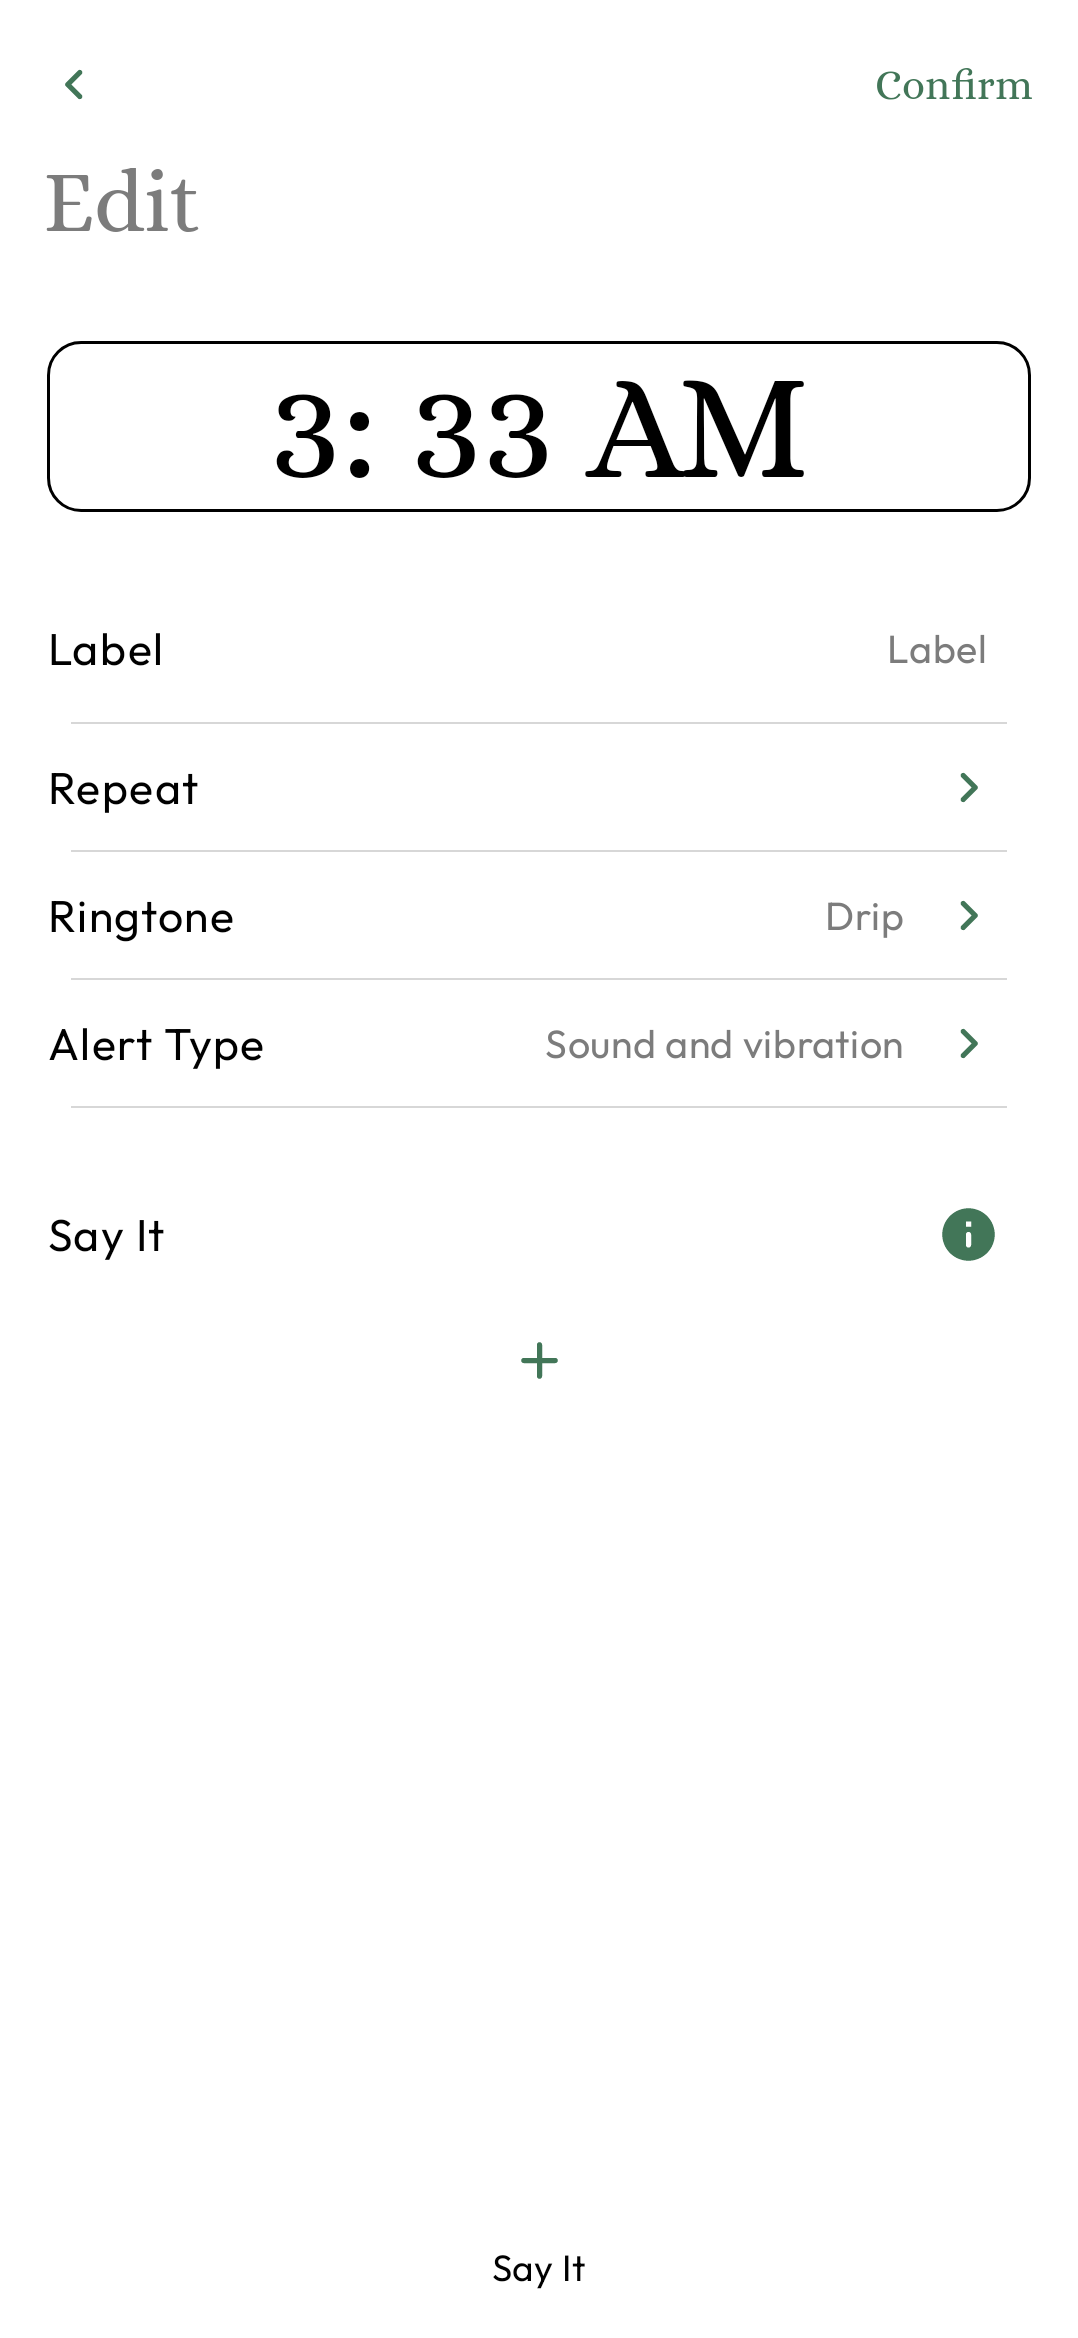 Confirm
Edit
3: 33 AM
Label Label
Repeat
Ringtone Drip
Alert Type Sound and vibration
Say It
Say It